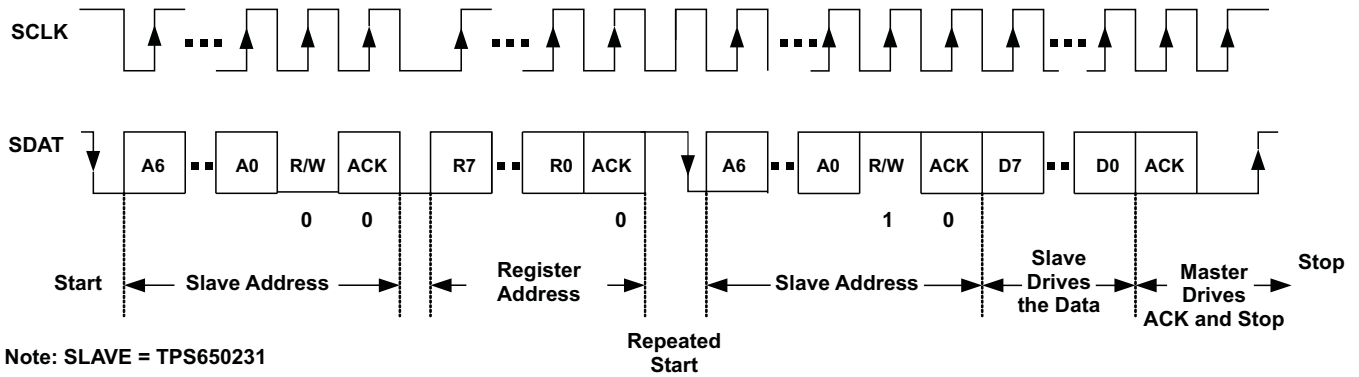 SCLK
SDAT
A6 A0 R/W ACK R7 R0 ACK A6 A0 R/W ACK D7 D0 ACK
0 0 0 1 0
Start Slave Address Register Address Slave Address Slave Drives the Data Master Drives ACK and Stop Stop
Repeated Start
Note: SLAVE = TPS650231